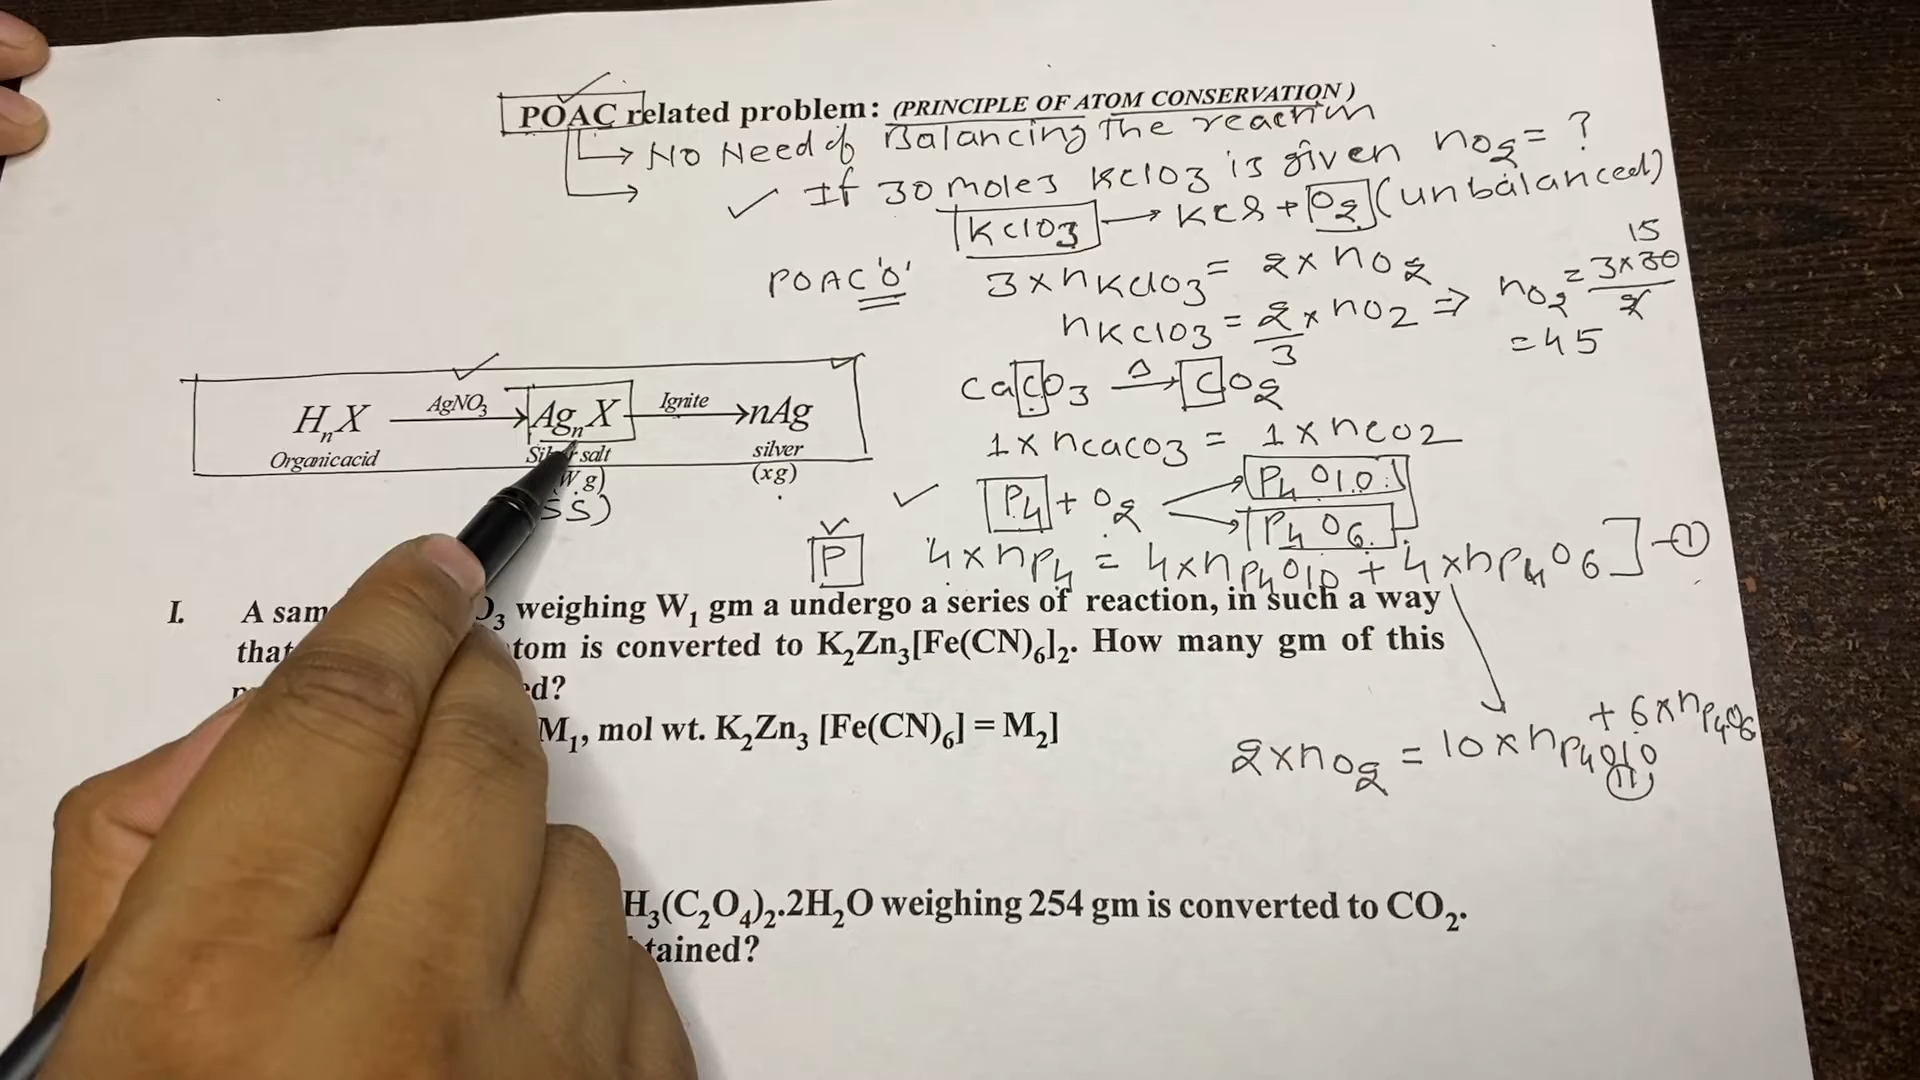 POAC related problem: (PRINCIPLE OF ATOM CONSERVATION)
→ No Need of Balancing The reaction
→ ✓ If 30 moles KClO3 is given nO2 = ?
KClO3 → KCl + O2 (unbalanced)
POAC 'O' 3 × nKClO3 = 2 × nO2
nKClO3 = 2/3 × nO2 ⇒ nO2 = 3×30/2
15
= 45
HnX AgNO3 → AgnX Ignite → nAg
Organic acid salt silver
(W g) (xg)
CaCO3 Δ → CO2
1 × nCaCO3 = 1 × nCO2
✓ P4 + O2 → P4O10
→ P4O6
P 4 × nP4 = 4 × nP4O10 + 4 × nP4O6 ] - ①
I. A weighing W1 gm a undergo a series of reaction, in such a way
that is converted to K2Zn3[Fe(CN)6]2. How many gm of this
M1, mol wt. K2Zn3 [Fe(CN)6] = M2]
2 × nO2 = 10 × nP4O10 + 6 × nP4O6
H3(C2O4)2.2H2O weighing 254 gm is converted to CO2.